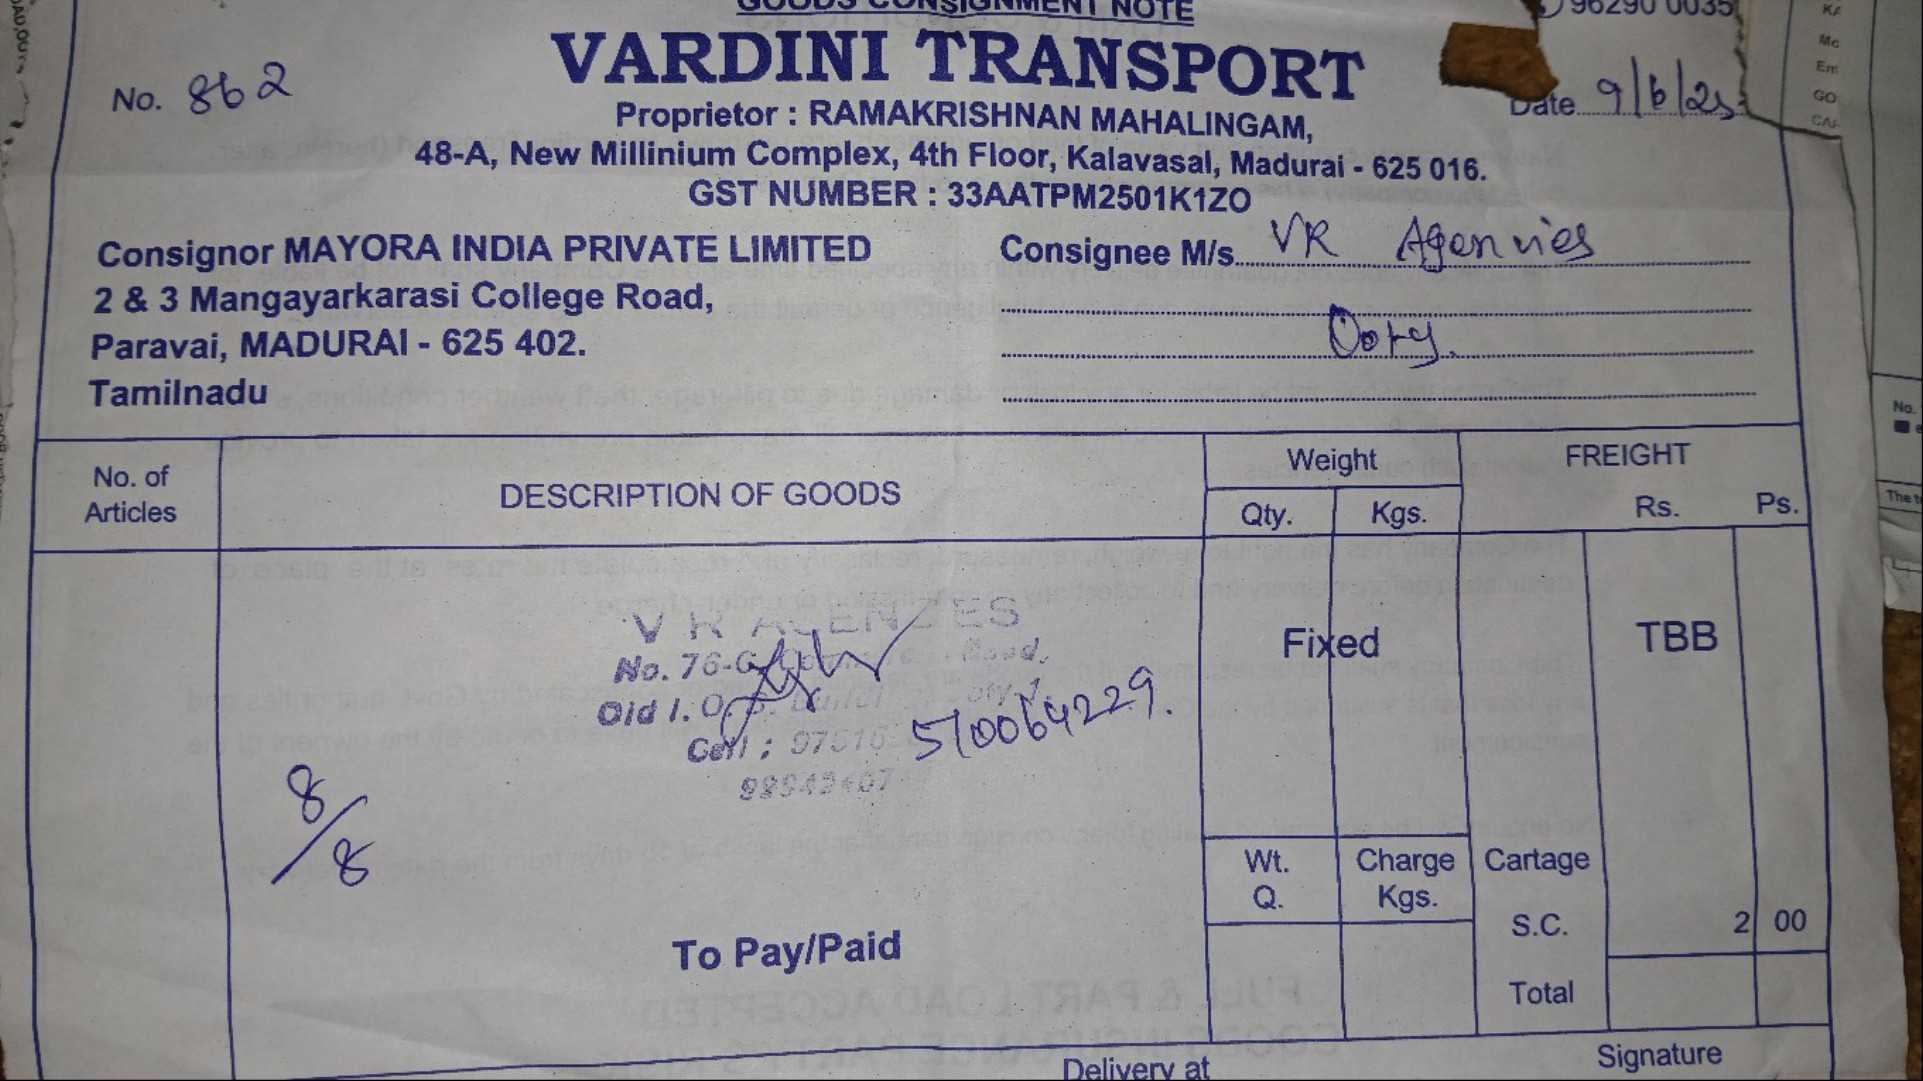 GOODS CONSIGNMENT NOTE
96290 0035
VARDINI TRANSPORT
No. 862
Date 9/6/25
Proprietor : RAMAKRISHNAN MAHALINGAM,
48-A, New Millinium Complex, 4th Floor, Kalavasal, Madurai - 625 016.
GST NUMBER : 33AATPM2501K1ZO
Consignor MAYORA INDIA PRIVATE LIMITED
2 & 3 Mangayarkarasi College Road,
Paravai, MADURAI - 625 402.
Tamilnadu
Consignee M/s. VR Agencies
Ooty.
No. of Articles
DESCRIPTION OF GOODS
Weight
Qty. Kgs.
FREIGHT
Rs. Ps.
V R AGENCIES
No. 76-
Old I.O.B.
Cell :
510064229.
8/8
Fixed
TBB
Wt. Q.
Charge Kgs.
Cartage
S.C. 2 00
Total
To Pay/Paid
Delivery at
Signature